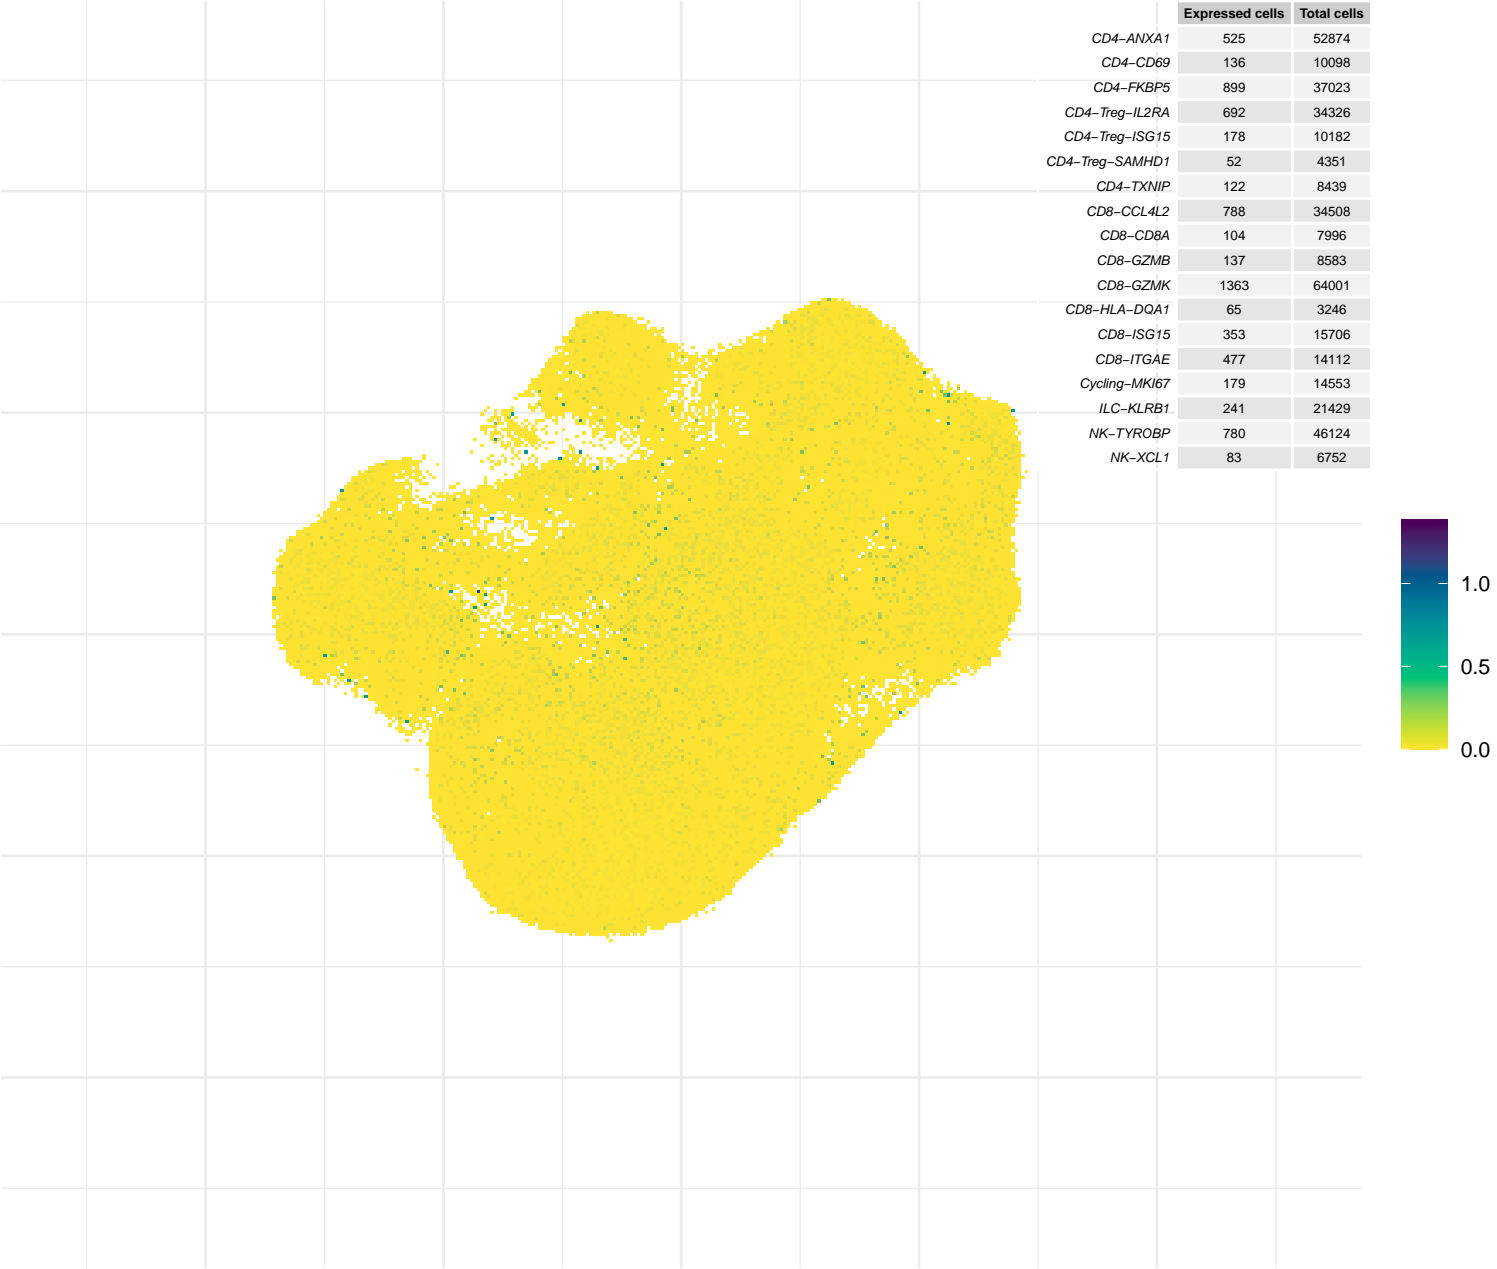 Expressed cells Total cells
CD4−ANXA1 525 52874
CD4−CD69 136 10098
CD4−FKBP5 899 37023
CD4−Treg−IL2RA 692 34326
CD4−Treg−ISG15 178 10182
CD4−Treg−SAMHD1 52 4351
CD4−TXNIP 122 8439
CD8−CCL4L2 788 34508
CD8−CD8A 104 7996
CD8−GZMB 137 8583
CD8−GZMK 1363 64001
CD8−HLA−DQA1 65 3246
CD8−ISG15 353 15706
CD8−ITGAE 477 14112
Cycling−MKI67 179 14553
ILC−KLRB1 241 21429
NK−TYROBP 780 46124
NK−XCL1 83 6752
1.0
0.5
0.0